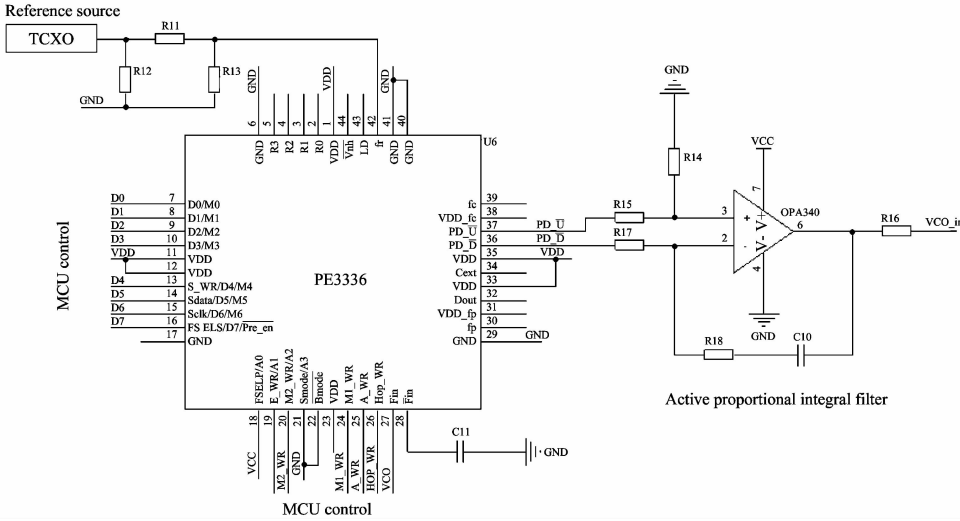 Reference source
TCXO
R11
R12
R13
GND
GND
VDD
GND
6
5
4
3
2
1
44
43
42
41
40
GND
R3
R2
R1
R0
VDD
Vnh
LD
fr
GND
GND
U6
D0 7 D0/M0
D1 8 D1/M1
D2 9 D2/M2
D3 10 D3/M3
VDD 11 VDD
12 VDD
D4 13 S_WR/D4/M4
D5 14 Sdata/D5/M5
D6 15 Sclk/D6/M6
D7 16 FS ELS/D7/Pre_en
17 GND
MCU control
PE3336
fc 39
VDD_fc 38
PD_U 37 PD_U
PD_D 36 PD_D
VDD 35 VDD
Cext 34
VDD 33
Dout 32
VDD_fp 31
fp 30
GND 29 GND
FSELP/A0
E_WR/A1
M2_WR/A2
Smode/A3
Bmode
VDD
M1_WR
A_WR
Hop_WR
Fin
Fin
18
19
20
21
22
23
24
25
26
27
28
VCC
M2_WR
GND
M1_WR
A_WR
HOP_WR
VCO
C11
GND
MCU control
GND
R14
R15
R17
VCC
7
3
2
+
-
V+
V-
4
6
OPA340
GND
R16
VCO_in
R18
C10
Active proportional integral filter